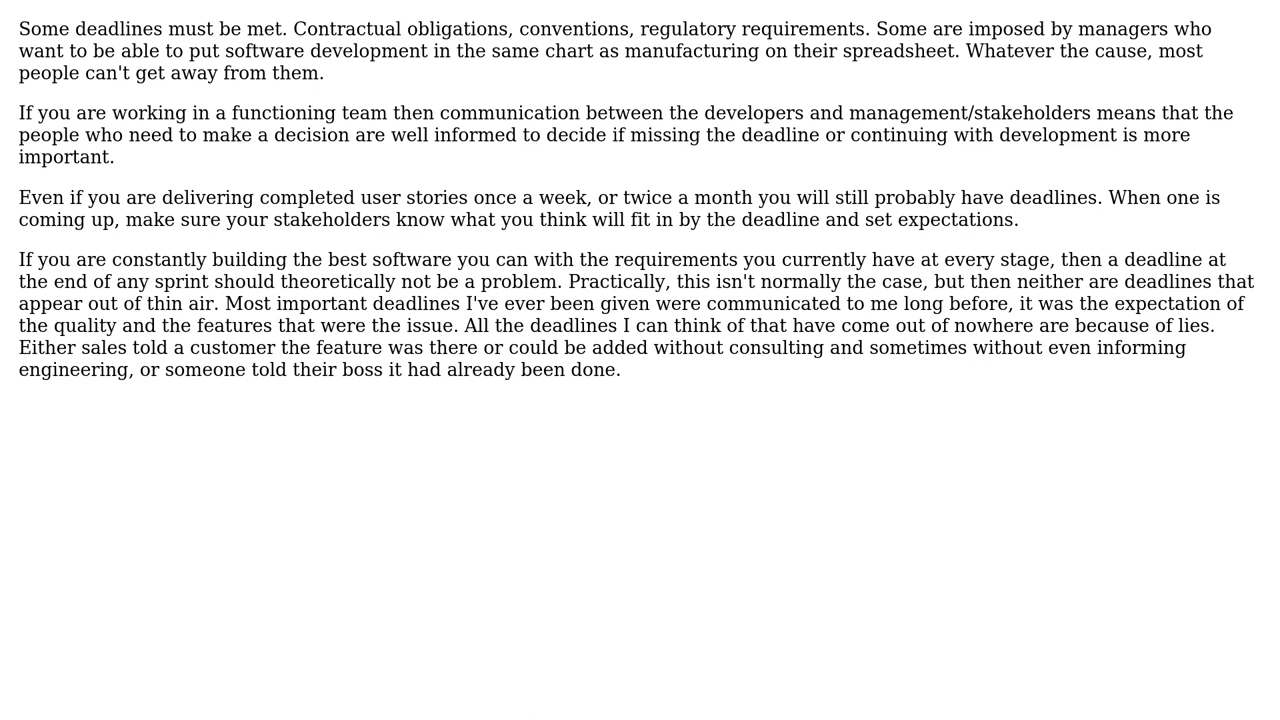 Some deadlines must be met. Contractual obligations, conventions, regulatory requirements. Some are imposed by managers who
want to be able to put software development in the same chart as manufacturing on their spreadsheet. Whatever the cause, most
people can't get away from them.
If you are working in a functioning team then communication between the developers and management/stakeholders means that the
people who need to make a decision are well informed to decide if missing the deadline or continuing with development is more
important.
Even if you are delivering completed user stories once a week, or twice a month you will still probably have deadlines. When one is
coming up, make sure your stakeholders know what you think will fit in by the deadline and set expectations.
If you are constantly building the best software you can with the requirements you currently have at every stage, then a deadline at
the end of any sprint should theoretically not be a problem. Practically, this isn't normally the case, but then neither are deadlines that
appear out of thin air. Most important deadlines I've ever been given were communicated to me long before, it was the expectation of
the quality and the features that were the issue. All the deadlines I can think of that have come out of nowhere are because of lies.
Either sales told a customer the feature was there or could be added without consulting and sometimes without even informing
engineering, or someone told their boss it had already been done.